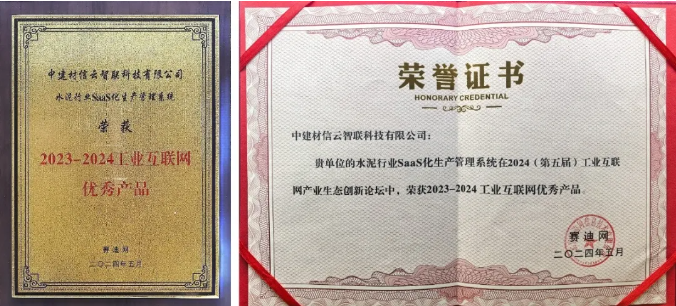 中建材信云智联科技有限公司
水泥行业SaaS化生产管理系统
荣获
2023-2024工业互联网
优秀产品
赛迪网
二〇二四年五月
荣誉证书
HONORARY CREDENTIAL
中建材信云智联科技有限公司：
贵单位的水泥行业SaaS化生产管理系统在2024（第五届）工业互联
网产业生态创新论坛中，荣获2023-2024 工业互联网优秀产品。
赛迪网
二〇二四年五月